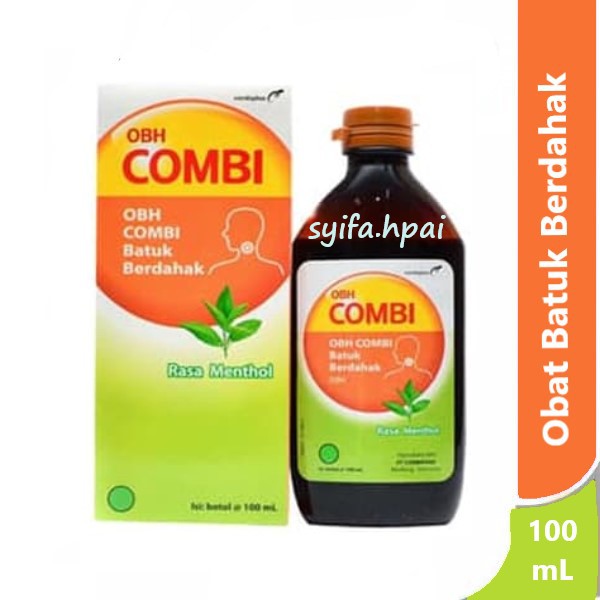 OBH
COMBI
OBH
COMBI
Batuk
Berdahak
Rasa Menthol
Isi: botol @ 100 mL
syifa.hpai
OBH
COMBI
OBH COMBI
Batuk
Berdahak
Rasa Menthol
Obat Batuk Berdahak
100
mL